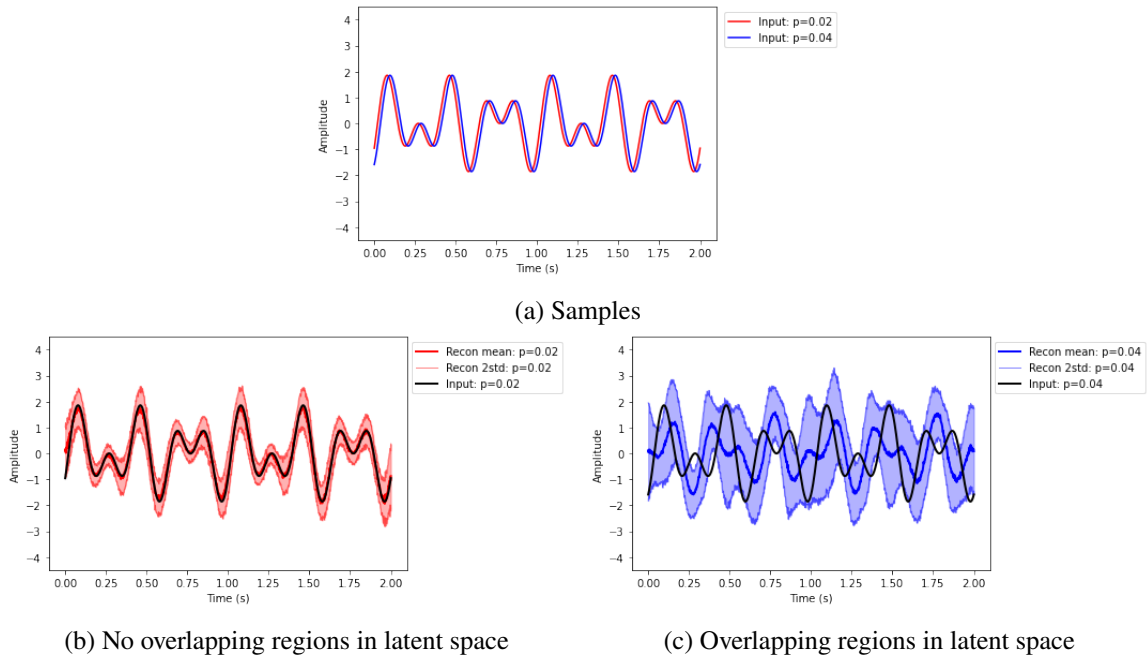 4
3
2
1
0
−1
−2
−3
−4
Amplitude
0.00 0.25 0.50 0.75 1.00 1.25 1.50 1.75 2.00
Time (s)
Input: p=0.02
Input: p=0.04
(a) Samples
4
3
2
1
0
−1
−2
−3
−4
Amplitude
0.00 0.25 0.50 0.75 1.00 1.25 1.50 1.75 2.00
Time (s)
Recon mean: p=0.02
Recon 2std: p=0.02
Input: p=0.02
(b) No overlapping regions in latent space
4
3
2
1
0
−1
−2
−3
−4
Amplitude
0.00 0.25 0.50 0.75 1.00 1.25 1.50 1.75 2.00
Time (s)
Recon mean: p=0.04
Recon 2std: p=0.04
Input: p=0.04
(c) Overlapping regions in latent space